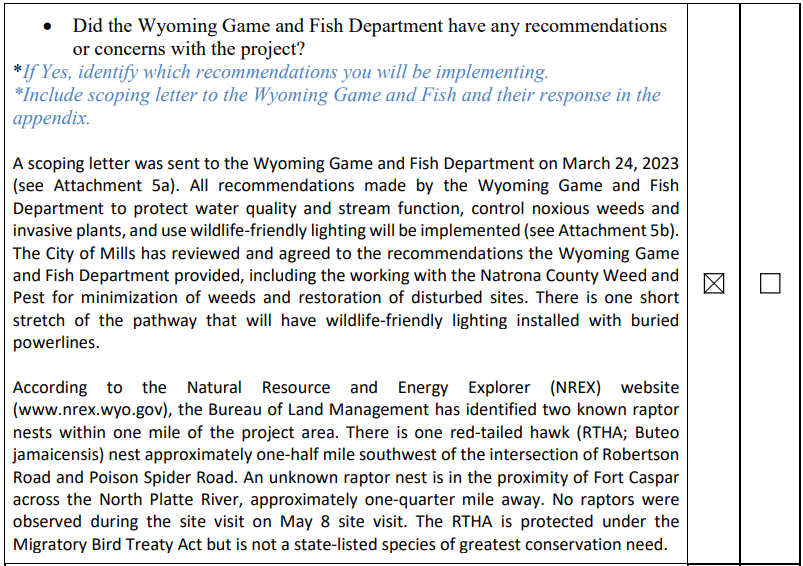 • Did the Wyoming Game and Fish Department have any recommendations
or concerns with the project?
*If Yes, identify which recommendations you will be implementing.
*Include scoping letter to the Wyoming Game and Fish and their response in the
appendix.
A scoping letter was sent to the Wyoming Game and Fish Department on March 24, 2023
(see Attachment 5a). All recommendations made by the Wyoming Game and Fish
Department to protect water quality and stream function, control noxious weeds and
invasive plants, and use wildlife-friendly lighting will be implemented (see Attachment 5b).
The City of Mills has reviewed and agreed to the recommendations the Wyoming Game
and Fish Department provided, including the working with the Natrona County Weed and
Pest for minimization of weeds and restoration of disturbed sites. There is one short
stretch of the pathway that will have wildlife-friendly lighting installed with buried
powerlines.
According to the Natural Resource and Energy Explorer (NREX) website
(www.nrex.wyo.gov), the Bureau of Land Management has identified two known raptor
nests within one mile of the project area. There is one red-tailed hawk (RTHA; Buteo
jamaicensis) nest approximately one-half mile southwest of the intersection of Robertson
Road and Poison Spider Road. An unknown raptor nest is in the proximity of Fort Caspar
across the North Platte River, approximately one-quarter mile away. No raptors were
observed during the site visit on May 8 site visit. The RTHA is protected under the
Migratory Bird Treaty Act but is not a state-listed species of greatest conservation need.